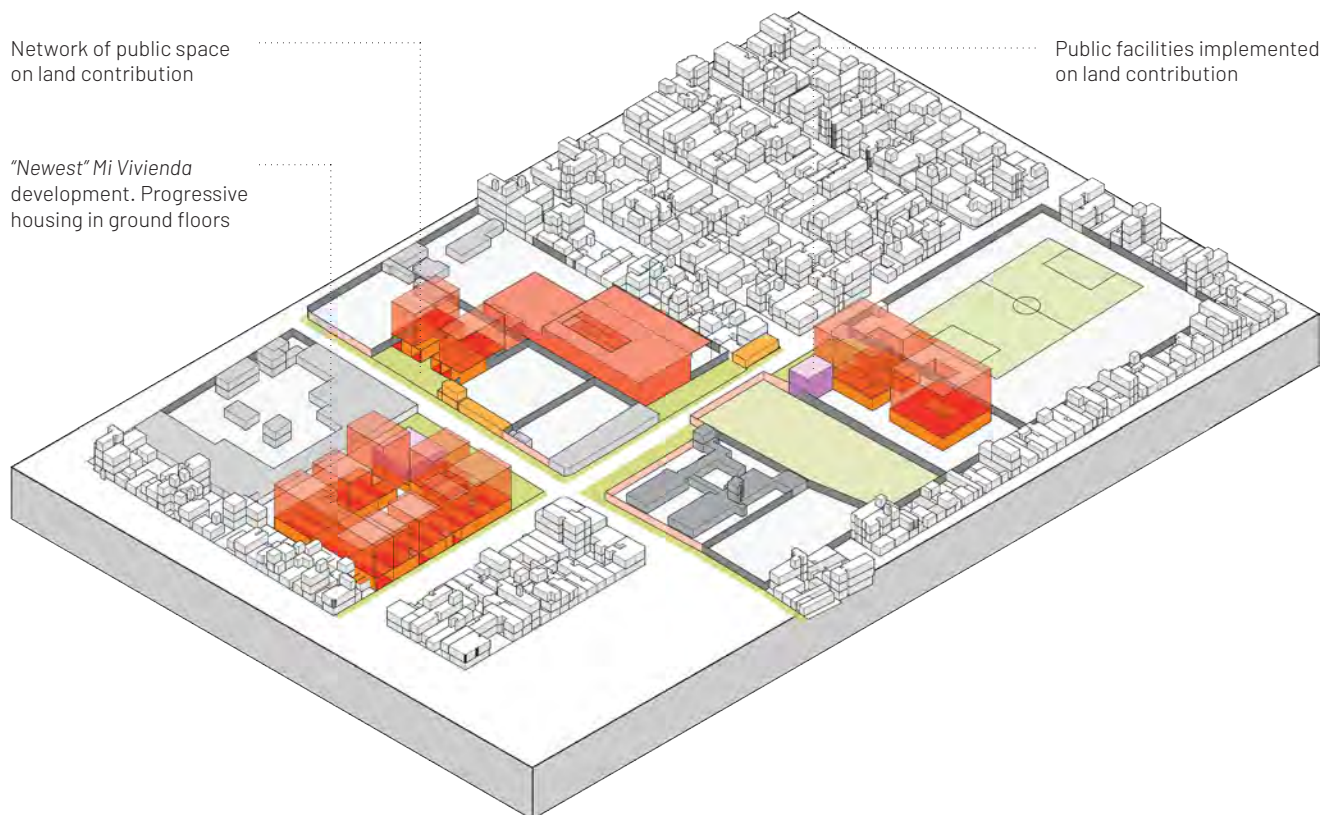 Network of public space
on land contribution
Public facilities implemented
on land contribution
"Newest" Mi Vivienda
development. Progressive
housing in ground floors